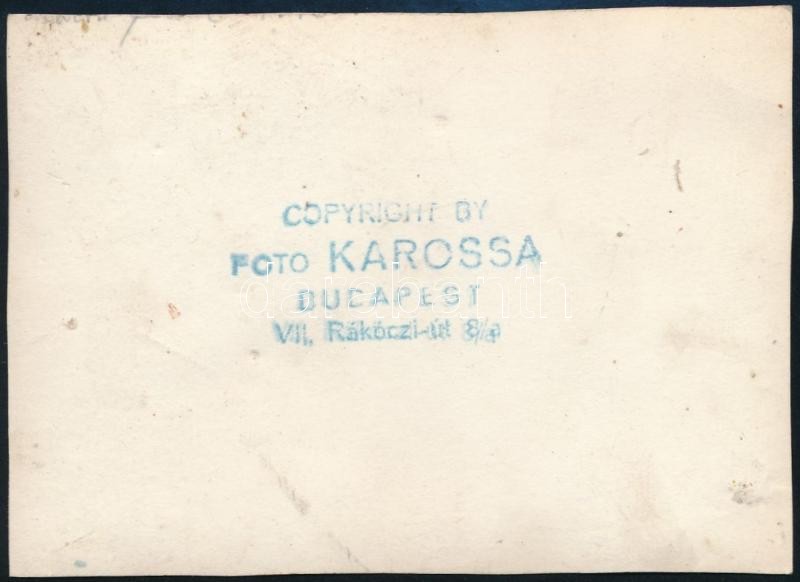 COPYRIGHT BY
FOTO KAROSSA
BUDAPEST
VII, Rákóczi-út 8/a